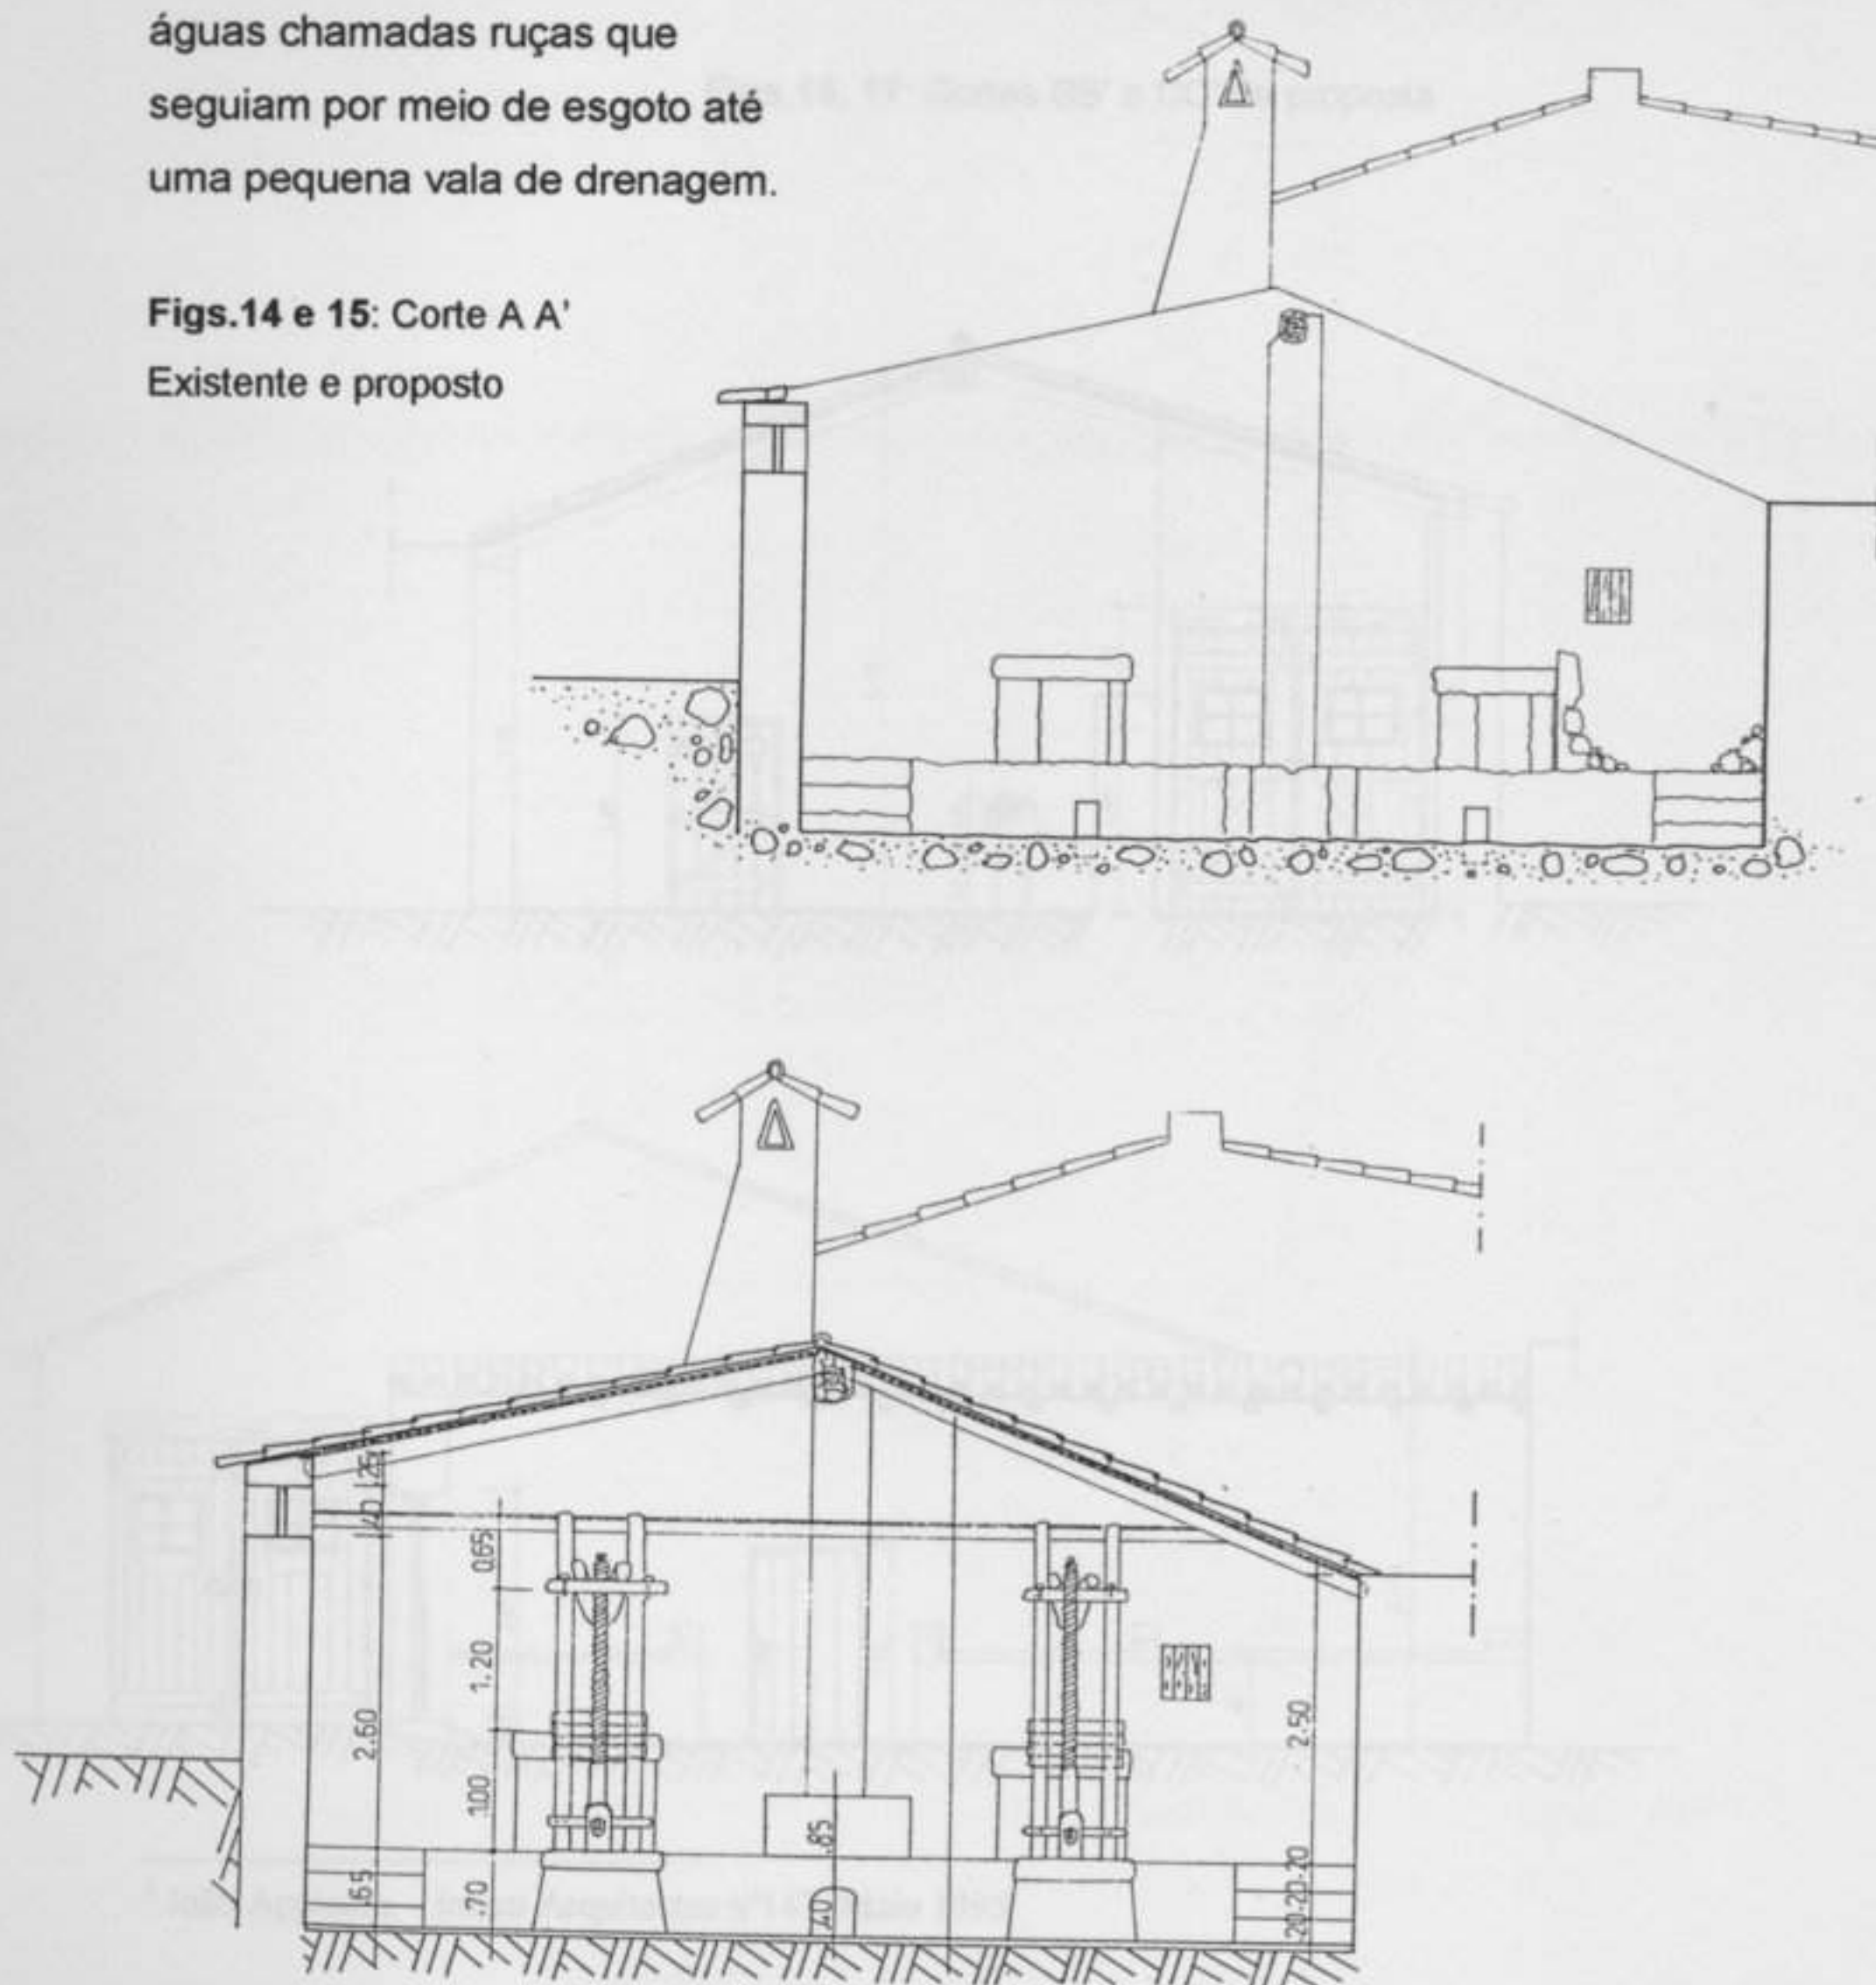 águas chamadas ruças que
seguiam por meio de esgoto até
uma pequena vala de drenagem.
Figs.14 e 15: Corte A A'
Existente e proposto
.25
.40
0.65
1.20
2.60
1.00
2.50
.85
.65
.70
.40
20-20-20